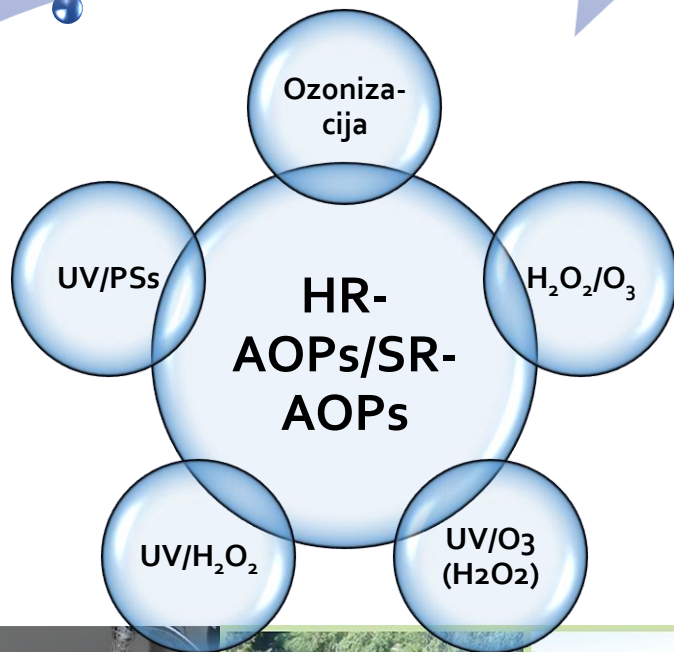 Ozoniza-
cija
UV/PSs
H₂O₂/O₃
HR-
AOPs/SR-
AOPs
UV/H₂O₂
UV/O3
(H2O2)